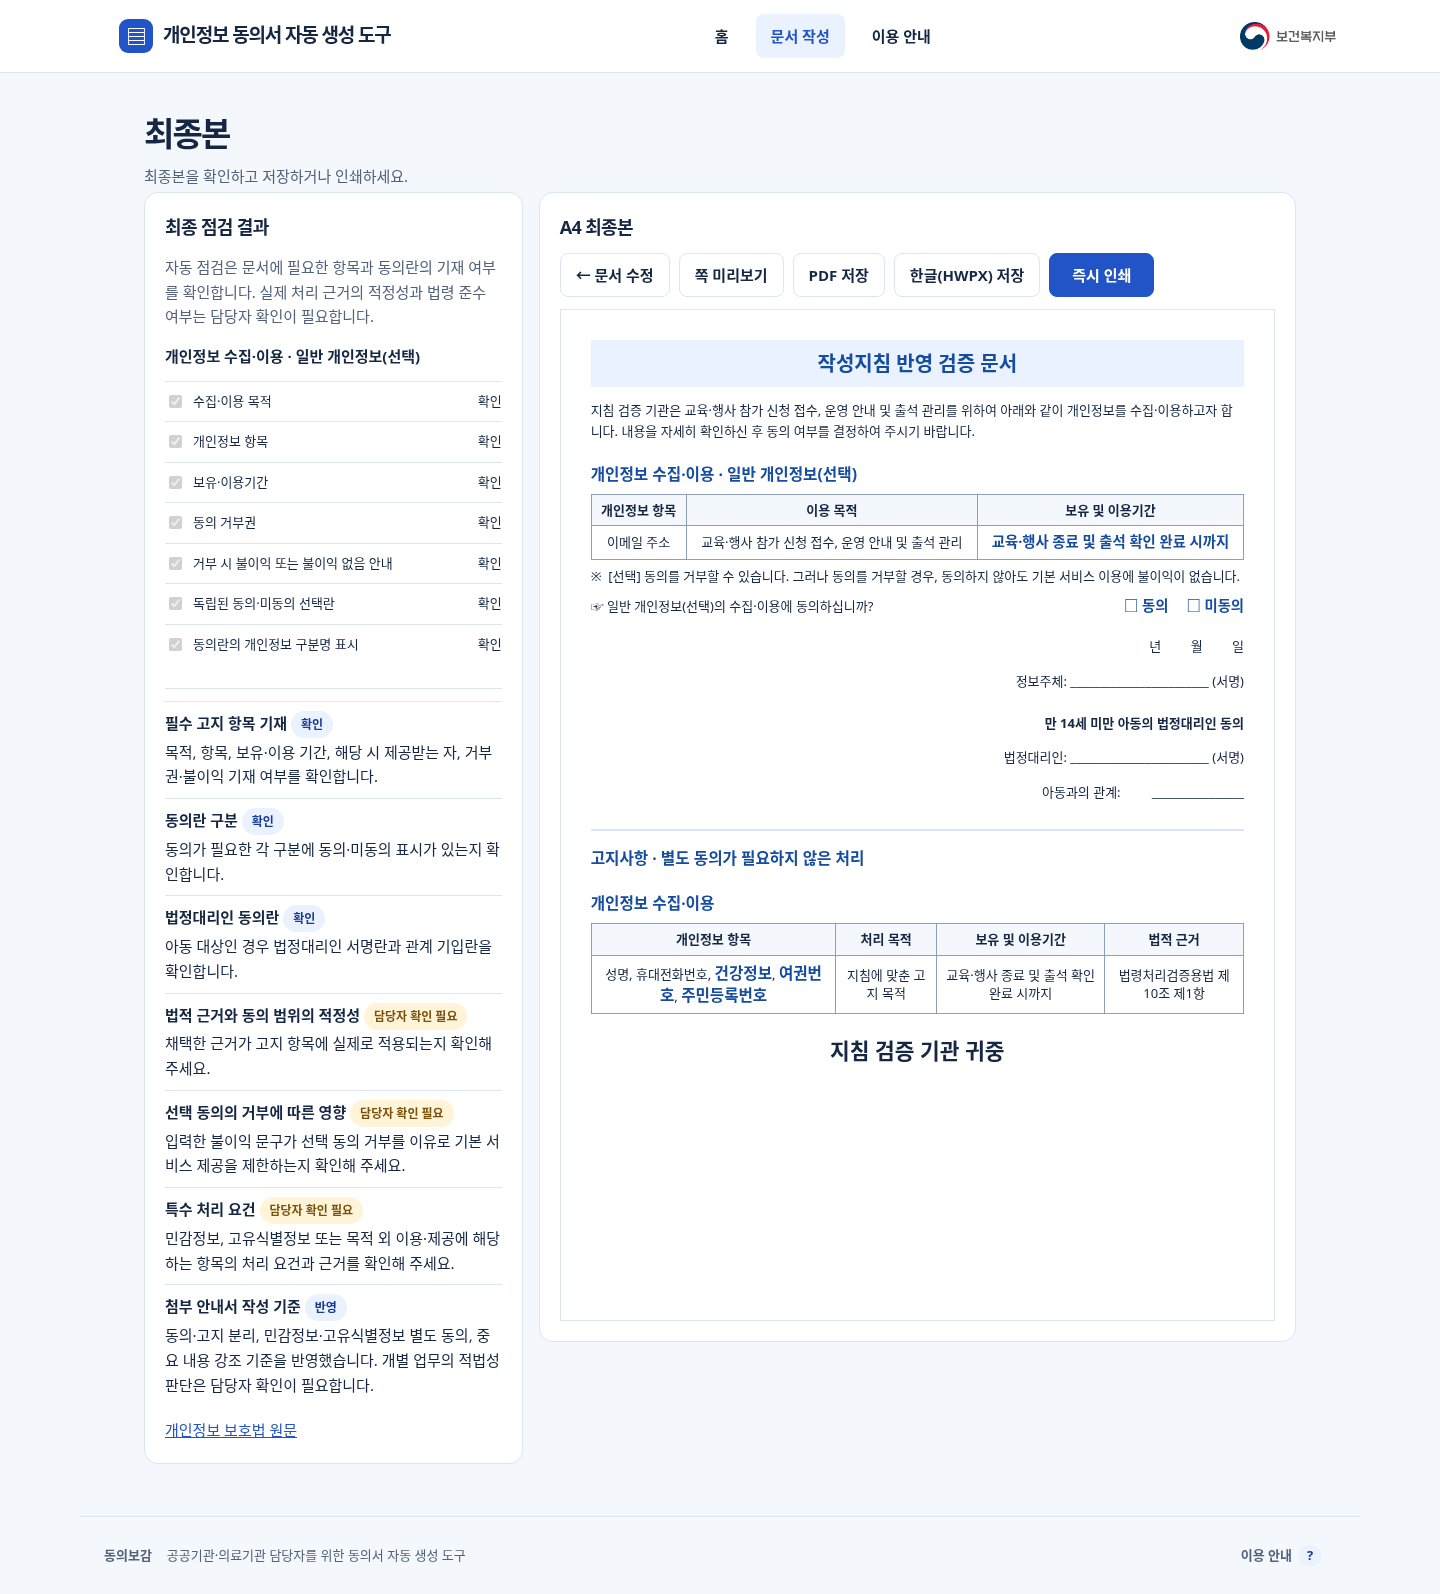 개인정보 동의서 자동 생성 도구
홈
문서 작성
이용 안내
보건복지부
최종본
최종본을 확인하고 저장하거나 인쇄하세요.
최종 점검 결과
자동 점검은 문서에 필요한 항목과 동의란의 기재 여부
를 확인합니다. 실제 처리 근거의 적정성과 법령 준수
여부는 담당자 확인이 필요합니다.
개인정보 수집·이용 · 일반 개인정보(선택)
수집·이용 목적 확인
개인정보 항목 확인
보유·이용기간 확인
동의 거부권 확인
거부 시 불이익 또는 불이익 없음 안내 확인
독립된 동의·미동의 선택란 확인
동의란의 개인정보 구분명 표시 확인
필수 고지 항목 기재 확인
목적, 항목, 보유·이용 기간, 해당 시 제공받는 자, 거부
권·불이익 기재 여부를 확인합니다.
동의란 구분 확인
동의가 필요한 각 구분에 동의·미동의 표시가 있는지 확
인합니다.
법정대리인 동의란 확인
아동 대상인 경우 법정대리인 서명란과 관계 기입란을
확인합니다.
법적 근거와 동의 범위의 적정성 담당자 확인 필요
채택한 근거가 고지 항목에 실제로 적용되는지 확인해
주세요.
선택 동의의 거부에 따른 영향 담당자 확인 필요
입력한 불이익 문구가 선택 동의 거부를 이유로 기본 서
비스 제공을 제한하는지 확인해 주세요.
특수 처리 요건 담당자 확인 필요
민감정보, 고유식별정보 또는 목적 외 이용·제공에 해당
하는 항목의 처리 요건과 근거를 확인해 주세요.
첨부 안내서 작성 기준 반영
동의·고지 분리, 민감정보·고유식별정보 별도 동의, 중
요 내용 강조 기준을 반영했습니다. 개별 업무의 적법성
판단은 담당자 확인이 필요합니다.
개인정보 보호법 원문
A4 최종본
← 문서 수정
쪽 미리보기
PDF 저장
한글(HWPX) 저장
즉시 인쇄
작성지침 반영 검증 문서
지침 검증 기관은 교육·행사 참가 신청 접수, 운영 안내 및 출석 관리를 위하여 아래와 같이 개인정보를 수집·이용하고자 합
니다. 내용을 자세히 확인하신 후 동의 여부를 결정하여 주시기 바랍니다.
개인정보 수집·이용 · 일반 개인정보(선택)
개인정보 항목 이용 목적 보유 및 이용기간
이메일 주소 교육·행사 참가 신청 접수, 운영 안내 및 출석 관리 교육·행사 종료 및 출석 확인 완료 시까지
※ [선택] 동의를 거부할 수 있습니다. 그러나 동의를 거부할 경우, 동의하지 않아도 기본 서비스 이용에 불이익이 없습니다.
☞ 일반 개인정보(선택)의 수집·이용에 동의하십니까? □ 동의 □ 미동의
년 월 일
정보주체: ______________________ (서명)
만 14세 미만 아동의 법정대리인 동의
법정대리인: ______________________ (서명)
아동과의 관계: ______________
고지사항 · 별도 동의가 필요하지 않은 처리
개인정보 수집·이용
개인정보 항목 처리 목적 보유 및 이용기간 법적 근거
성명, 휴대전화번호, 건강정보, 여권번 지침에 맞춘 고 교육·행사 종료 및 출석 확인 법령처리검증용법 제
호, 주민등록번호 지 목적 완료 시까지 10조 제1항
지침 검증 기관 귀중
동의보감 공공기관·의료기관 담당자를 위한 동의서 자동 생성 도구
이용 안내 ?